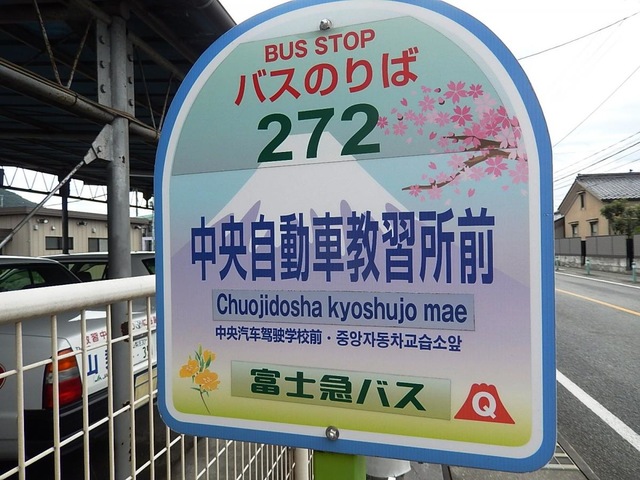 BUS STOP
バスのりば
272
中央自動車教習所前
Chuojidosha kyoshujo mae
中央汽车驾驶学校前・중앙자동차교습소앞
富士急バス
Q